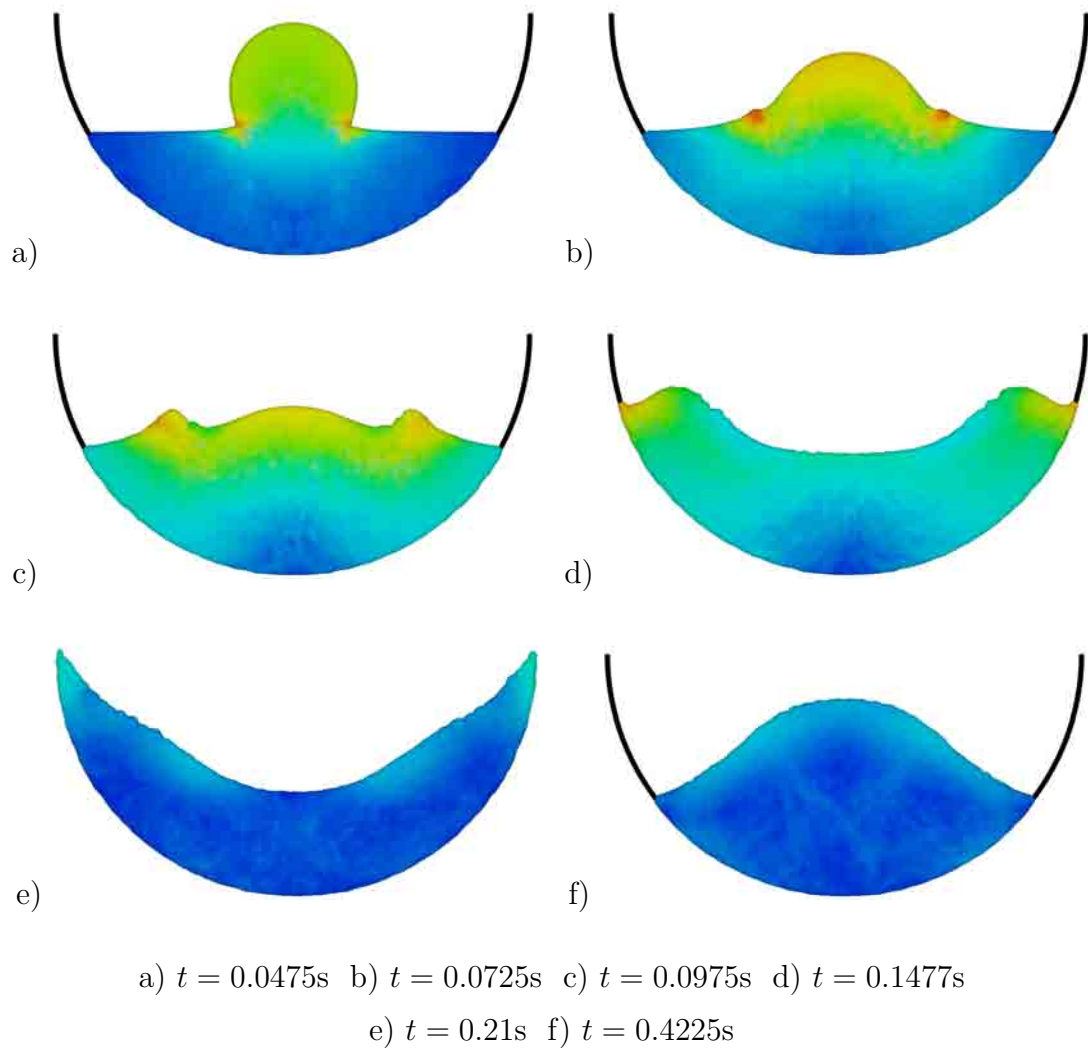 a)
b)
c)
d)
e)
f)
a) t = 0.0475s b) t = 0.0725s c) t = 0.0975s d) t = 0.1477s
e) t = 0.21s f) t = 0.4225s